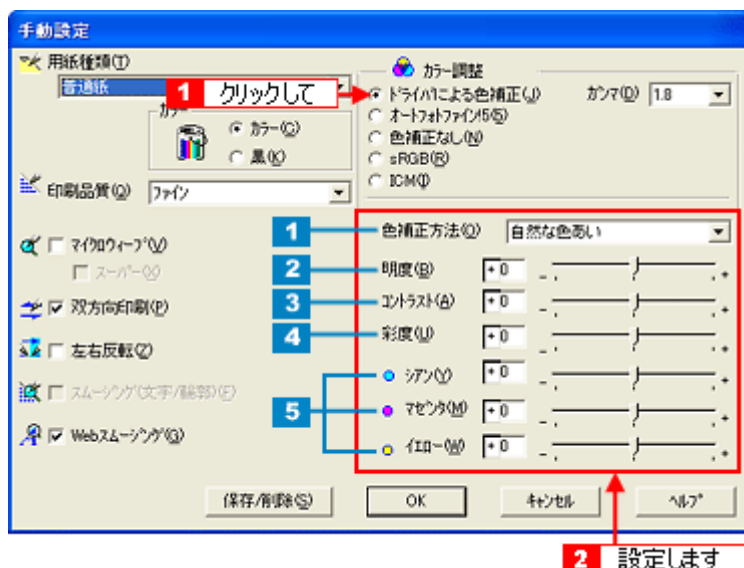 手動設定
用紙種類(T)
普通紙
1 クリックして
カラー
カラー(C)
黒(K)
印刷品質(Q)
ファイン
マイクロウィーブ(V)
スーパー(X)
双方向印刷(P)
左右反転(Z)
スムージング(文字/輪郭)(F)
Webスムージング(G)
カラー調整
ドライバによる色補正(J)
ガンマ(D) 1.8
オートフォトファイン!5(5)
色補正なし(N)
sRGB(R)
ICM(I)
1 色補正方法(O) 自然な色あい
2 明度(B) +0 - +
3 コントラスト(A) +0 - +
4 彩度(U) +0 - +
5 シアン(Y) +0 - +
マゼンタ(M) +0 - +
イエロー(W) +0 - +
保存/削除(S) OK キャンセル ヘルプ
2 設定します